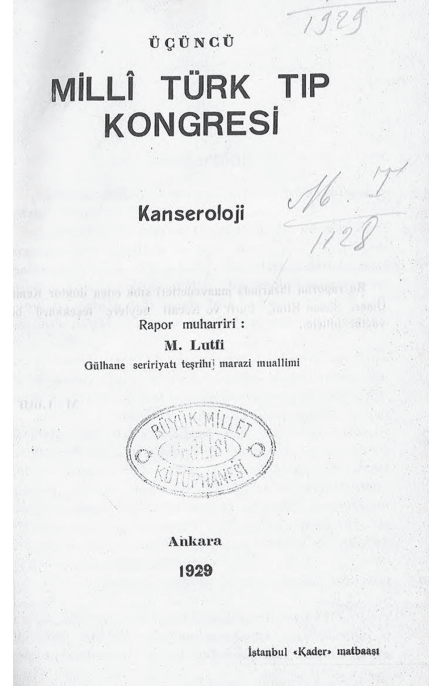 1929
ÜÇÜNCÜ
MİLLÎ TÜRK TIP
KONGRESİ
M. T
1128
Kanseroloji
Rapor muharriri :
M. Lutfi
Gülhane seririyatı teşrihi marazi muallimi
BÜYÜK MİLLET
MECLİSİ
KÜTÜPHANESİ
Ankara
1929
İstanbul «Kader» matbaası